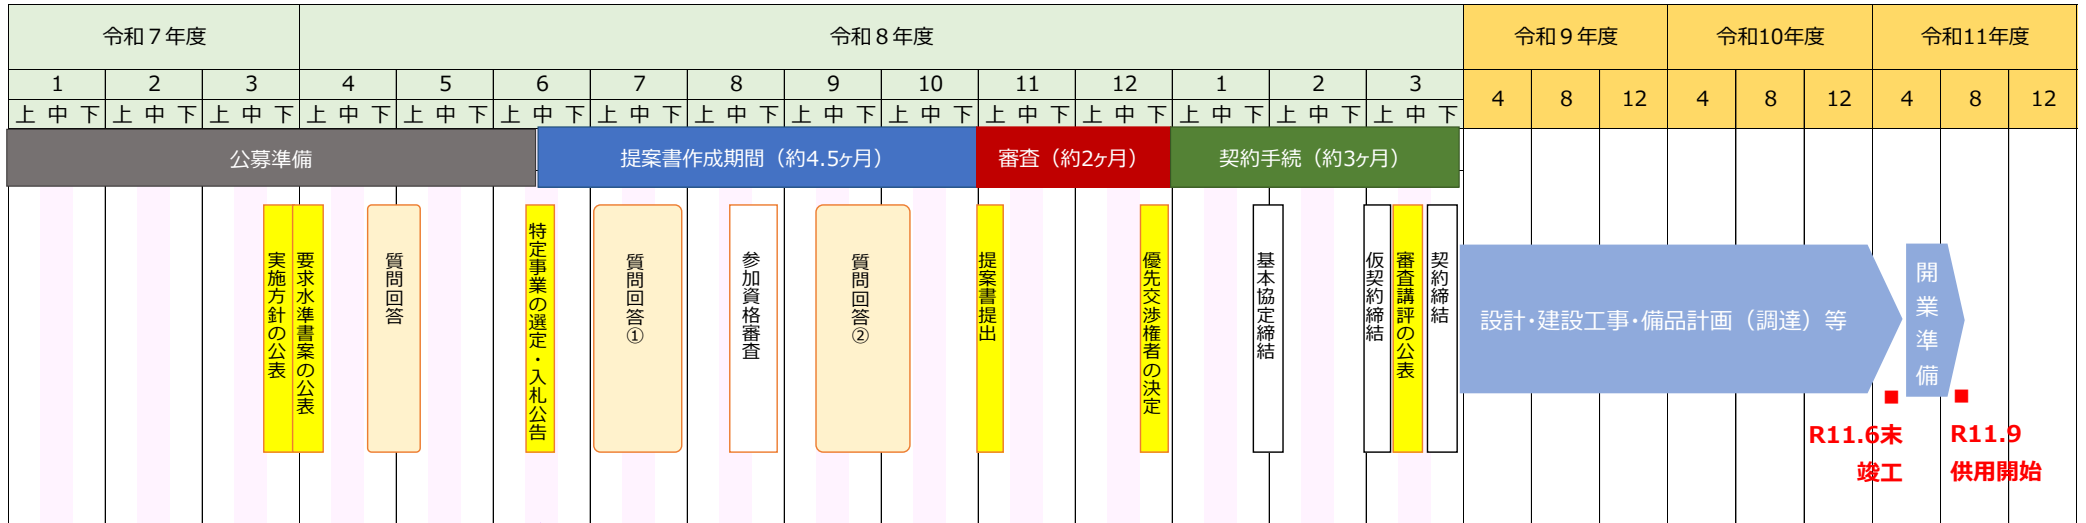 令和７年度 令和８年度 令和９年度 令和10年度 令和11年度
1 2 3 4 5 6 7 8 9 10 11 12 1 2 3 4 8 12 4 8 12 4 8 12
上 中 下 上 中 下 上 中 下 上 中 下 上 中 下 上 中 下 上 中 下 上 中 下 上 中 下 上 中 下 上 中 下 上 中 下 上 中 下 上 中 下 上 中 下
公募準備 提案書作成期間（約4.5ヶ月） 審査（約2ヶ月） 契約手続（約3ヶ月）
実施方針の公表
要求水準書案の公表
質問回答
特定事業の選定・入札公告
質問回答①
参加資格審査
質問回答②
提案書提出
優先交渉権者の決定
基本協定締結
仮契約締結
審査講評の公表
契約締結
設計・建設工事・備品計画（調達）等
開業準備
R11.6末
竣工
R11.9
供用開始